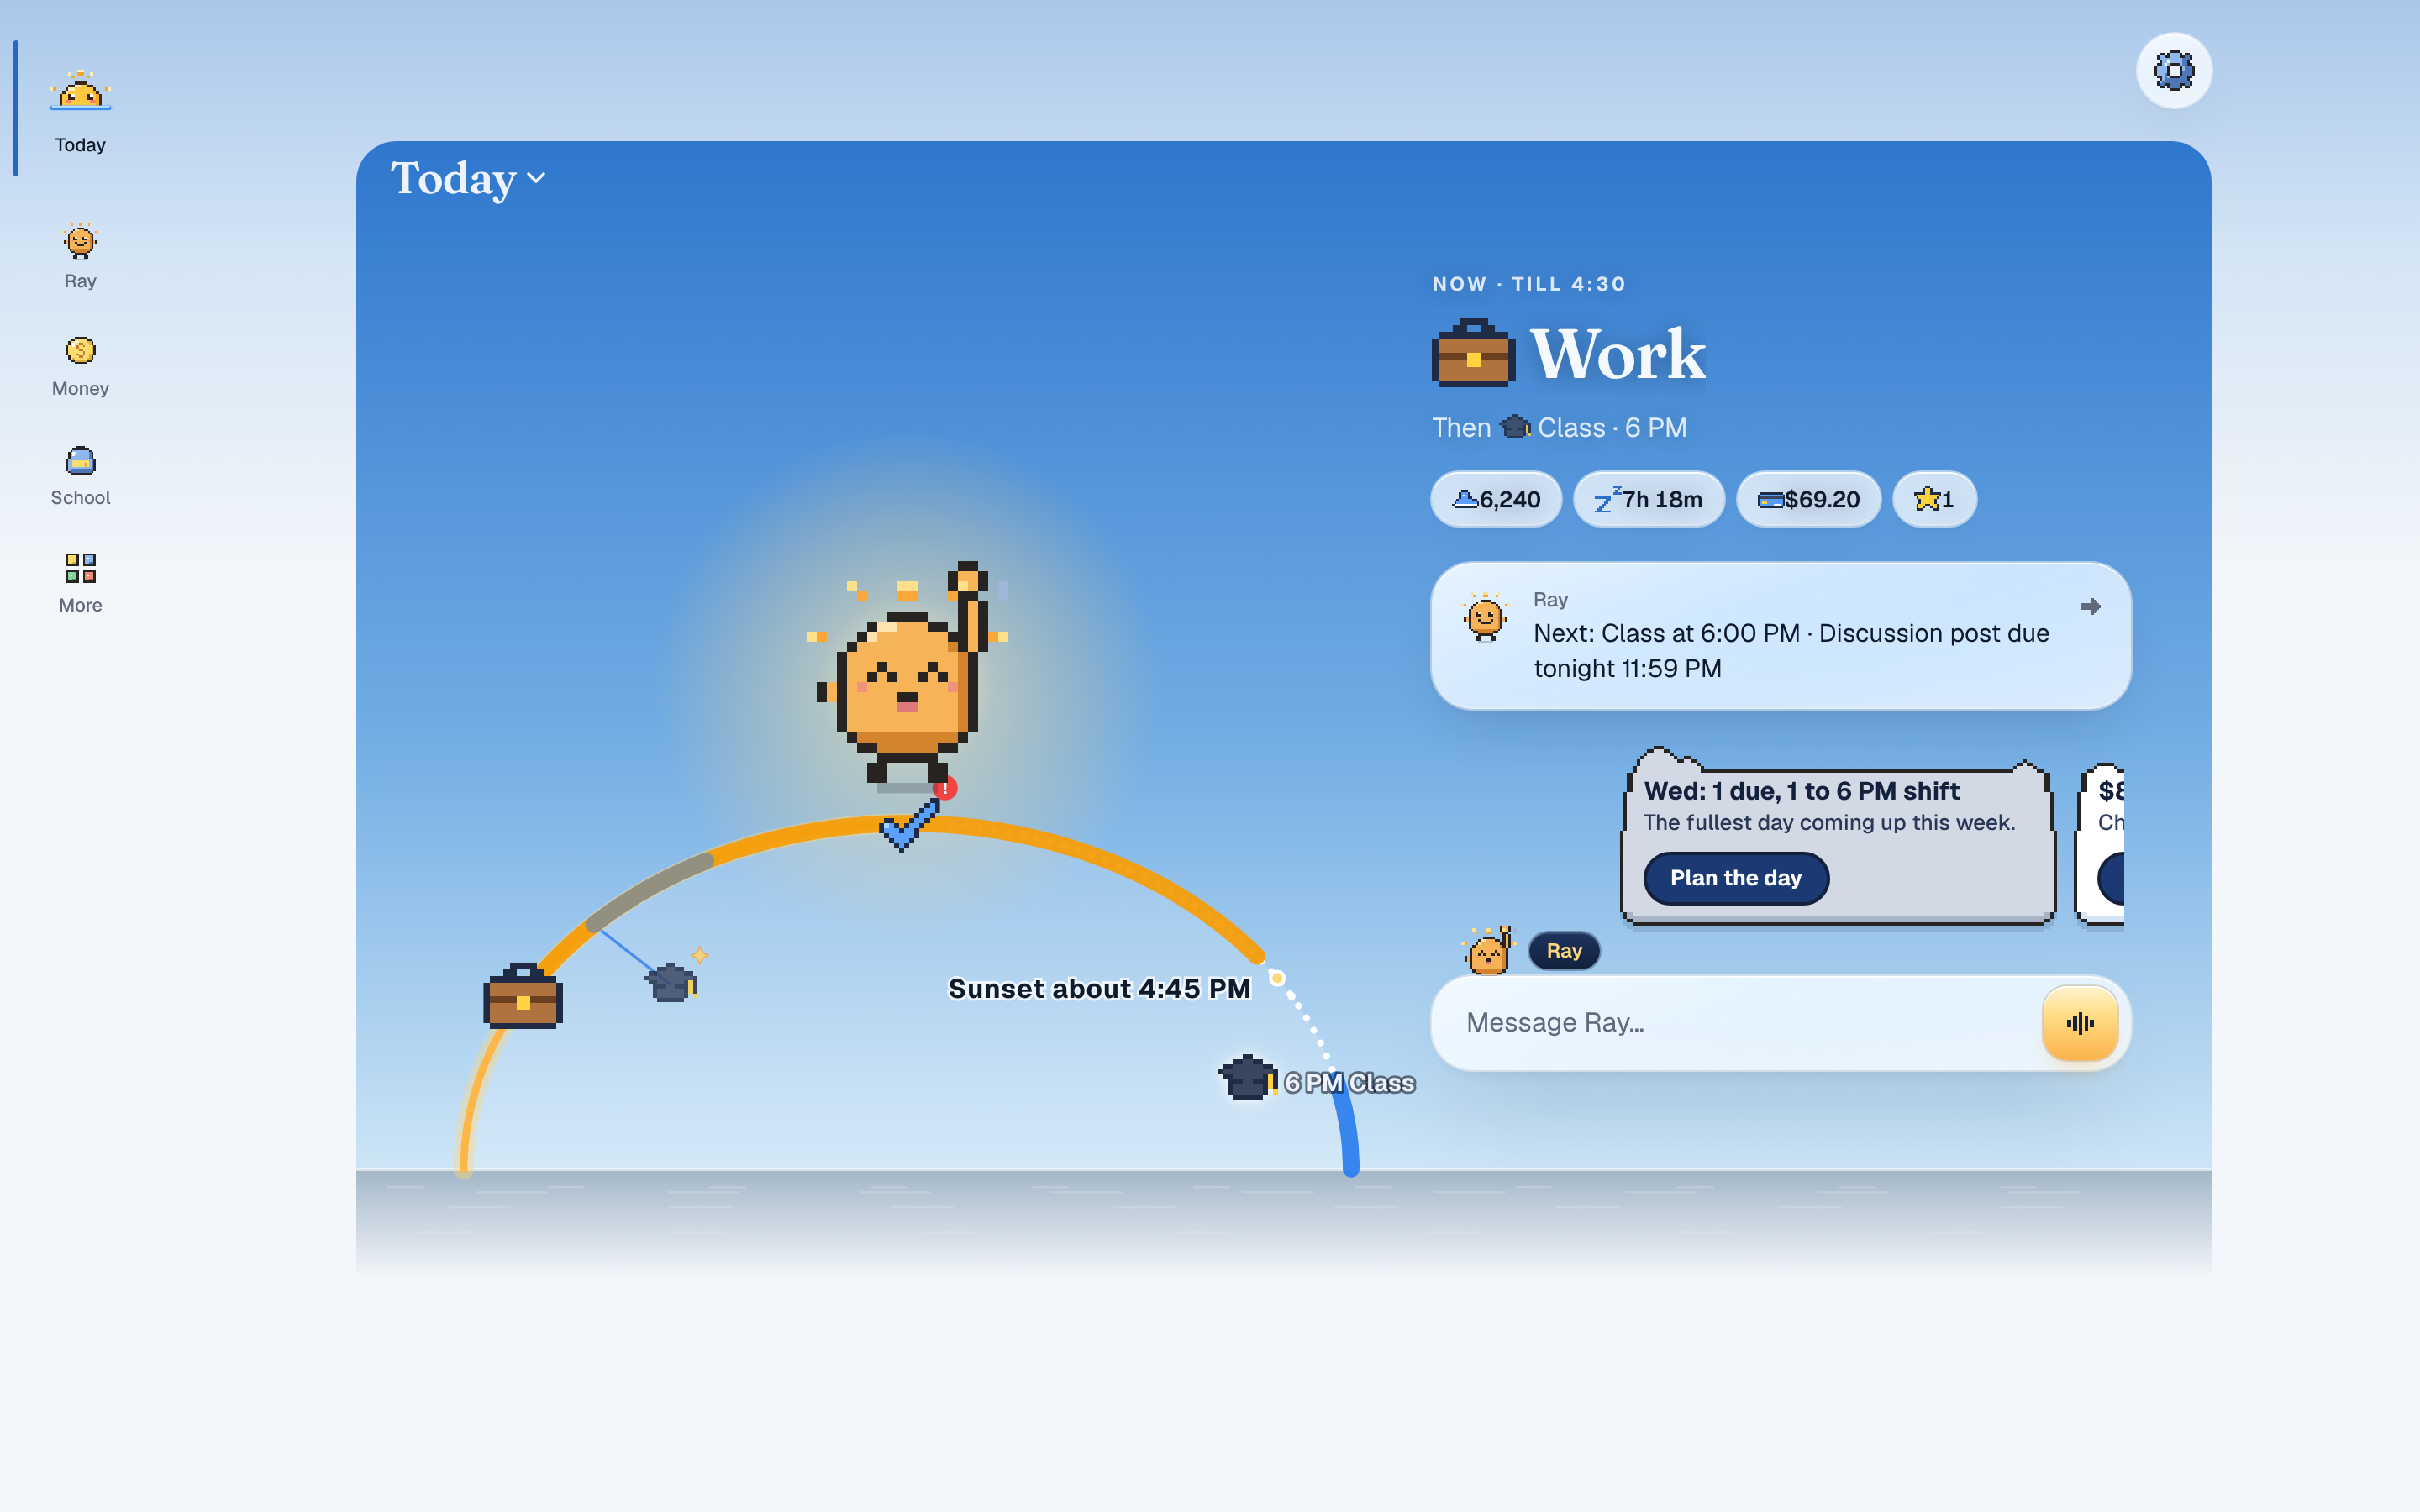 Today
Ray
Money
School
More
Today
NOW · TILL 4:30
Work
Then Class · 6 PM
6,240
7h 18m
$69.20
1
Ray
Next: Class at 6:00 PM · Discussion post due
tonight 11:59 PM
Wed: 1 due, 1 to 6 PM shift
The fullest day coming up this week.
Plan the day
$8
Ch
Ray
Message Ray...
!
Sunset about 4:45 PM
6 PM Class